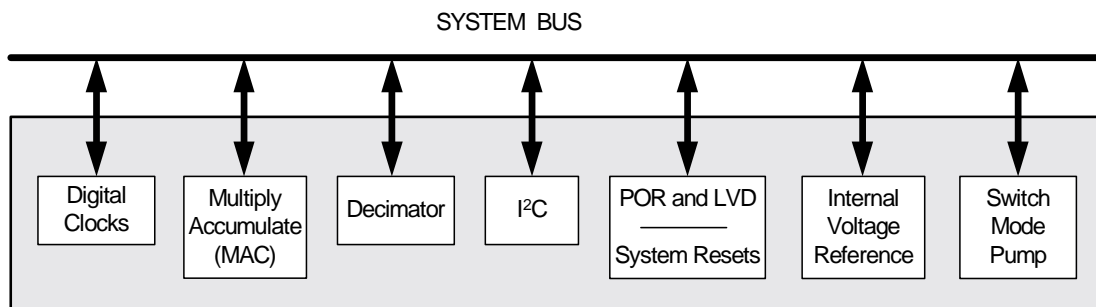 SYSTEM BUS
Digital
Clocks
Multiply
Accumulate
(MAC)
Decimator
I²C
POR and LVD
System Resets
Internal
Voltage
Reference
Switch
Mode
Pump